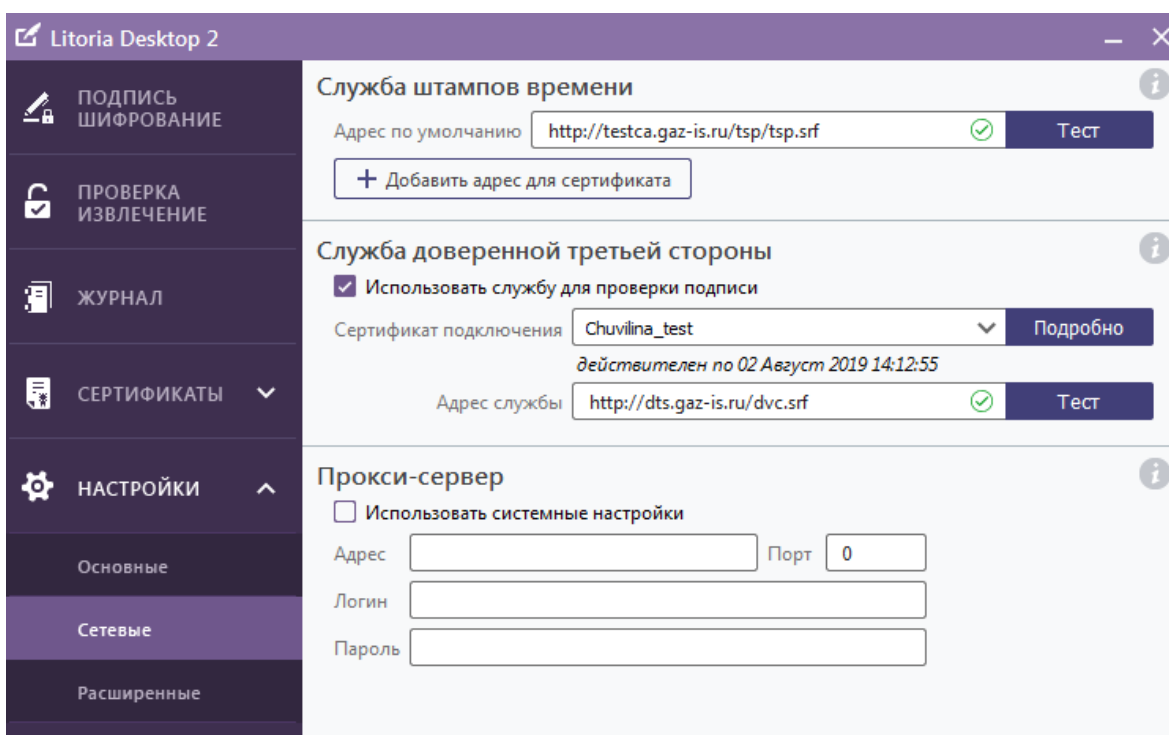 Litoria Desktop 2
ПОДПИСЬ
ШИФРОВАНИЕ
ПРОВЕРКА
ИЗВЛЕЧЕНИЕ
ЖУРНАЛ
СЕРТИФИКАТЫ
НАСТРОЙКИ
Основные
Сетевые
Расширенные
Служба штампов времени
Адрес по умолчанию http://testca.gaz-is.ru/tsp/tsp.srf Тест
+ Добавить адрес для сертификата
Служба доверенной третьей стороны
Использовать службу для проверки подписи
Сертификат подключения Chuvilina_test Подробно
действителен по 02 Август 2019 14:12:55
Адрес службы http://dts.gaz-is.ru/dvc.srf Тест
Прокси-сервер
Использовать системные настройки
Адрес Порт 0
Логин
Пароль